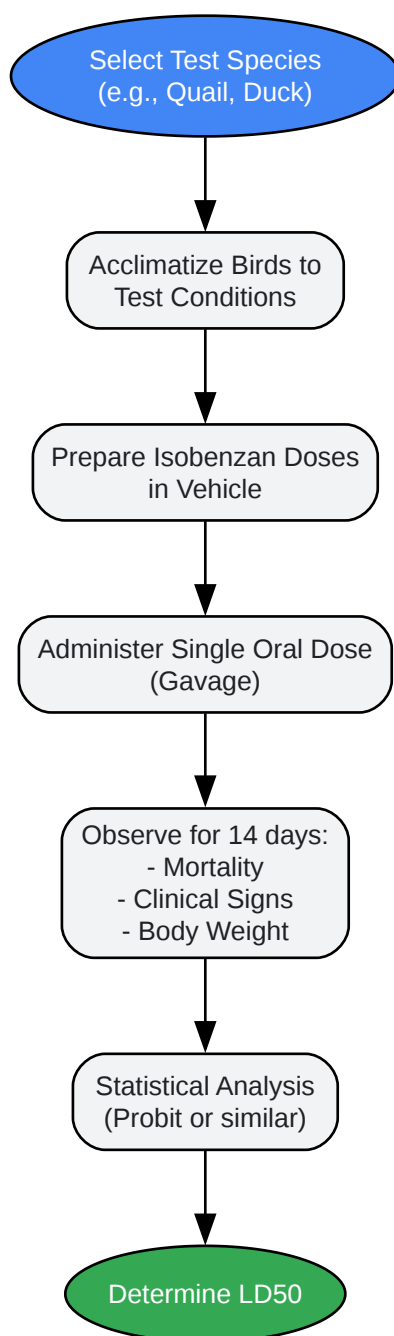 Select Test Species
(e.g., Quail, Duck)
Acclimatize Birds to
Test Conditions
Prepare Isobenzan Doses
in Vehicle
Administer Single Oral Dose
(Gavage)
Observe for 14 days:
- Mortality
- Clinical Signs
- Body Weight
Statistical Analysis
(Probit or similar)
Determine LD50